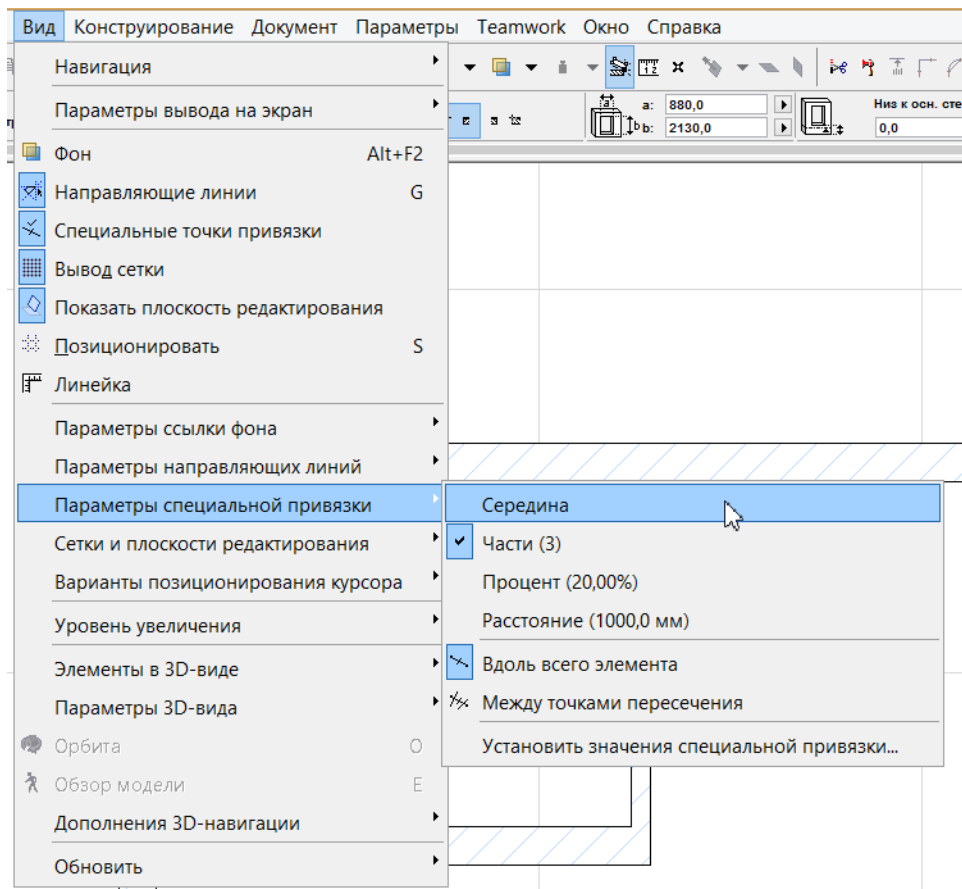 Вид Конструирование Документ Параметры Teamwork Окно Справка
Навигация
Параметры вывода на экран
Фон Alt+F2
Направляющие линии G
Специальные точки привязки
Вывод сетки
Показать плоскость редактирования
Позиционировать S
Линейка
Параметры ссылки фона
Параметры направляющих линий
Параметры специальной привязки
Сетки и плоскости редактирования
Варианты позиционирования курсора
Уровень увеличения
Элементы в 3D-виде
Параметры 3D-вида
Орбита O
Обзор модели E
Дополнения 3D-навигации
Обновить
a: 880,0
b: 2130,0
Низ к осн. сте
0,0
Середина
Части (3)
Процент (20,00%)
Расстояние (1000,0 мм)
Вдоль всего элемента
Между точками пересечения
Установить значения специальной привязки...